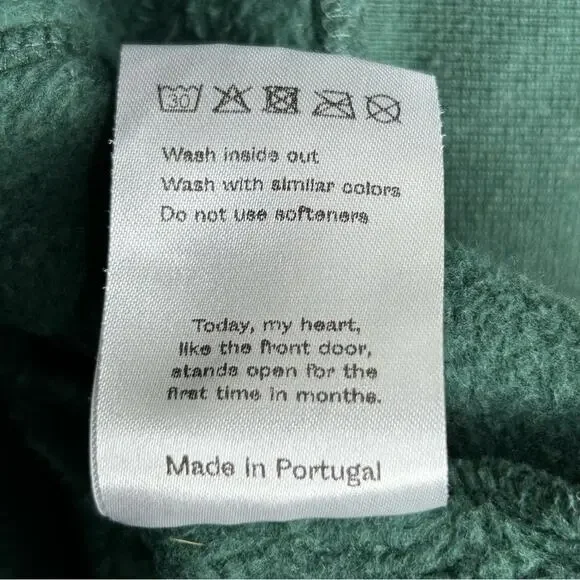 30
Wash inside out
Wash with similar colors
Do not use softeners
Today, my heart,
like the front door,
stands open for the
first time in months.
Made in Portugal